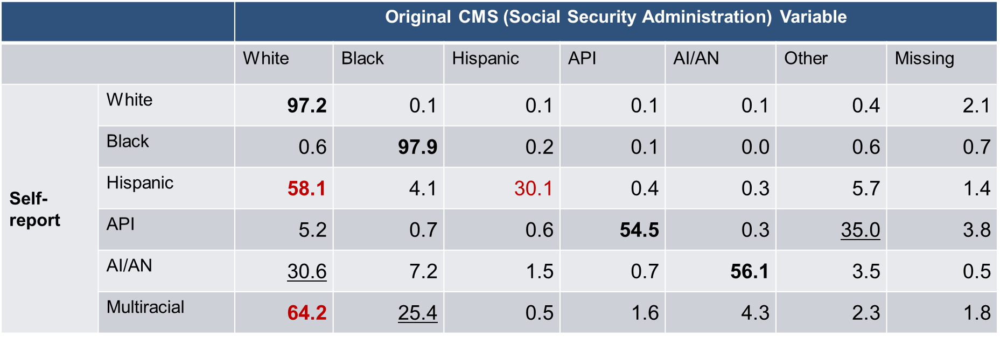 Original CMS (Social Security Administration) Variable
White Black Hispanic API AI/AN Other Missing
Self-
report
White 97.2 0.1 0.1 0.1 0.1 0.4 2.1
Black 0.6 97.9 0.2 0.1 0.0 0.6 0.7
Hispanic 58.1 4.1 30.1 0.4 0.3 5.7 1.4
API 5.2 0.7 0.6 54.5 0.3 35.0 3.8
AI/AN 30.6 7.2 1.5 0.7 56.1 3.5 0.5
Multiracial 64.2 25.4 0.5 1.6 4.3 2.3 1.8